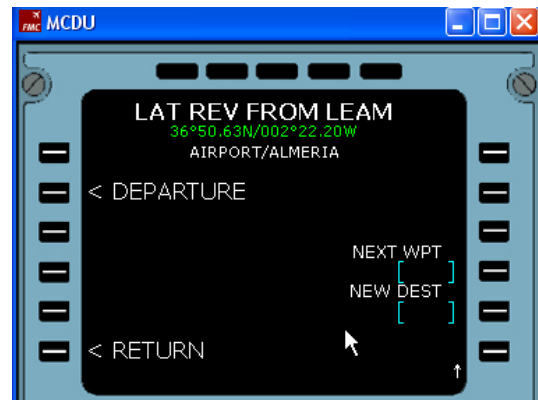 FMC MCDU
LAT REV FROM LEAM
36°50.63N/002°22.20W
AIRPORT/ALMERIA
< DEPARTURE
NEXT WPT
[ ]
NEW DEST
[ ]
< RETURN
↑